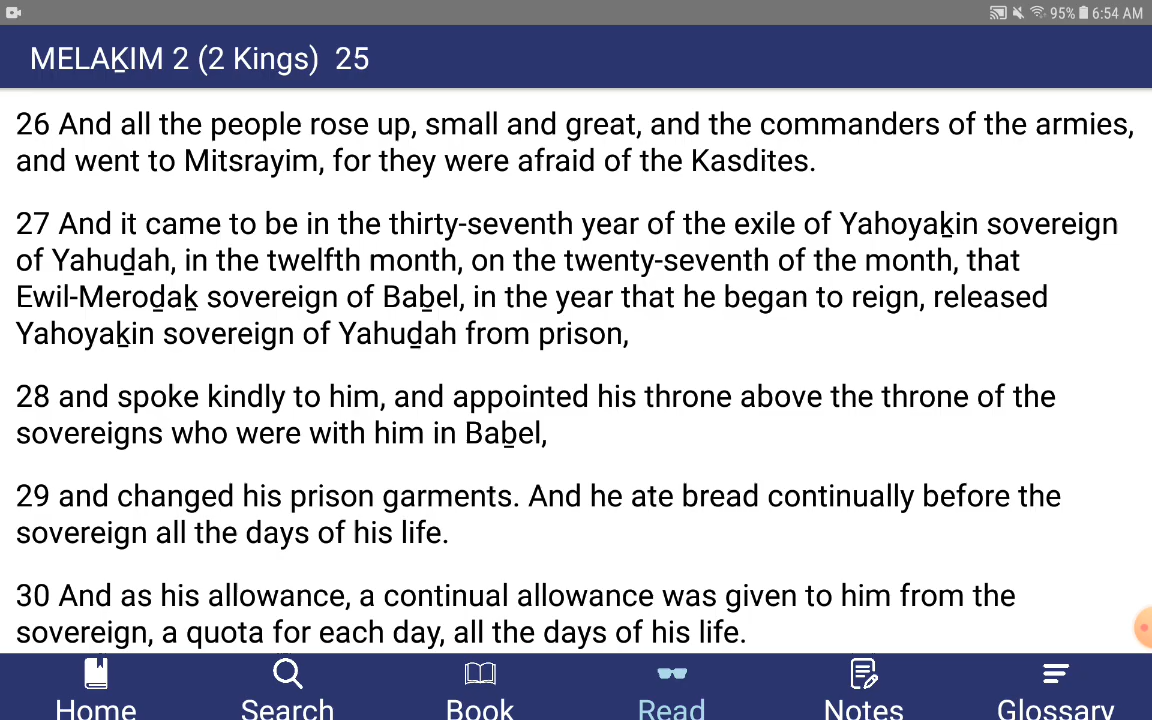 95% 6:54 AM
MELAḴIM 2 (2 Kings) 25
26 And all the people rose up, small and great, and the commanders of the armies,
and went to Mitsrayim, for they were afraid of the Kasdites.
27 And it came to be in the thirty-seventh year of the exile of Yahoyaḵin sovereign
of Yahuḏah, in the twelfth month, on the twenty-seventh of the month, that
Ewil-Meroḏaḵ sovereign of Baḇel, in the year that he began to reign, released
Yahoyaḵin sovereign of Yahuḏah from prison,
28 and spoke kindly to him, and appointed his throne above the throne of the
sovereigns who were with him in Baḇel,
29 and changed his prison garments. And he ate bread continually before the
sovereign all the days of his life.
30 And as his allowance, a continual allowance was given to him from the
sovereign, a quota for each day, all the days of his life.
Home Search Book Read Notes Glossary